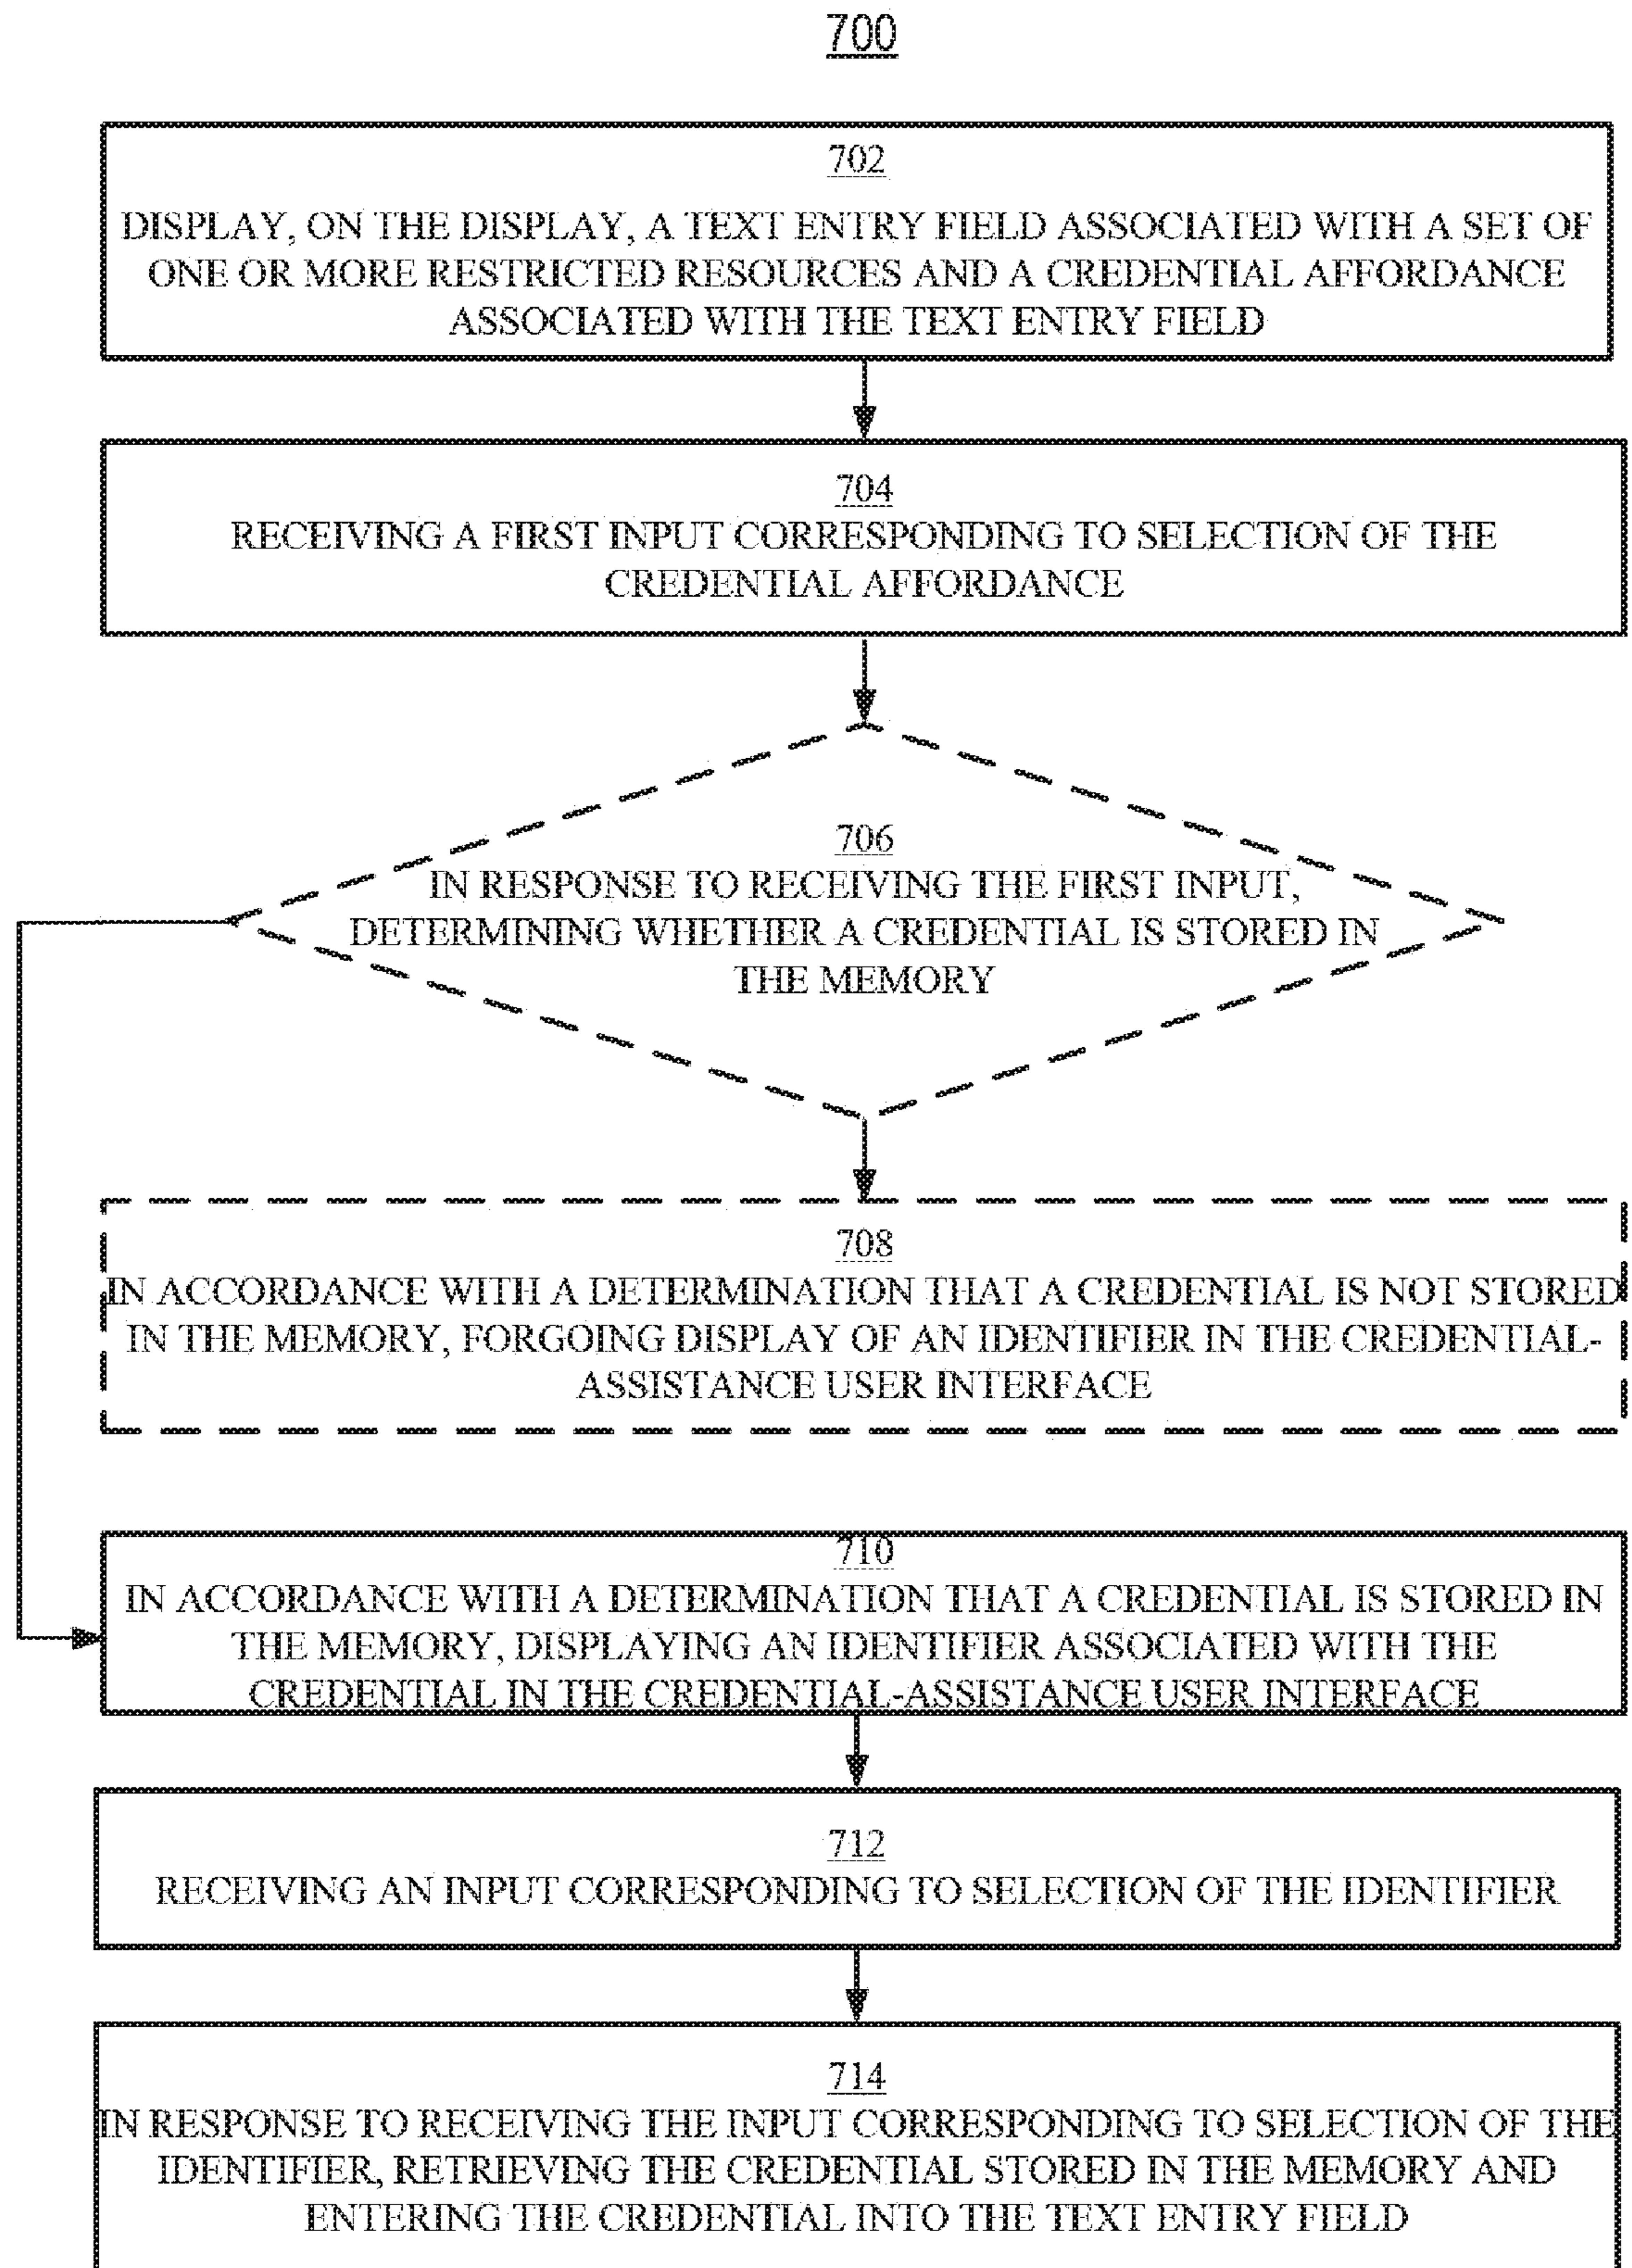 700
702
DISPLAY, ON THE DISPLAY, A TEXT ENTRY FIELD ASSOCIATED WITH A SET OF
ONE OR MORE RESTRICTED RESOURCES AND A CREDENTIAL AFFORDANCE
ASSOCIATED WITH THE TEXT ENTRY FIELD
704
RECEIVING A FIRST INPUT CORRESPONDING TO SELECTION OF THE
CREDENTIAL AFFORDANCE
706
IN RESPONSE TO RECEIVING THE FIRST INPUT,
DETERMINING WHETHER A CREDENTIAL IS STORED IN
THE MEMORY
708
IN ACCORDANCE WITH A DETERMINATION THAT A CREDENTIAL IS NOT STORED
IN THE MEMORY, FORGOING DISPLAY OF AN IDENTIFIER IN THE CREDENTIAL-
ASSISTANCE USER INTERFACE
710
IN ACCORDANCE WITH A DETERMINATION THAT A CREDENTIAL IS STORED IN
THE MEMORY, DISPLAYING AN IDENTIFIER ASSOCIATED WITH THE
CREDENTIAL IN THE CREDENTIAL-ASSISTANCE USER INTERFACE
712
RECEIVING AN INPUT CORRESPONDING TO SELECTION OF THE IDENTIFIER
714
IN RESPONSE TO RECEIVING THE INPUT CORRESPONDING TO SELECTION OF THE
IDENTIFIER, RETRIEVING THE CREDENTIAL STORED IN THE MEMORY AND
ENTERING THE CREDENTIAL INTO THE TEXT ENTRY FIELD